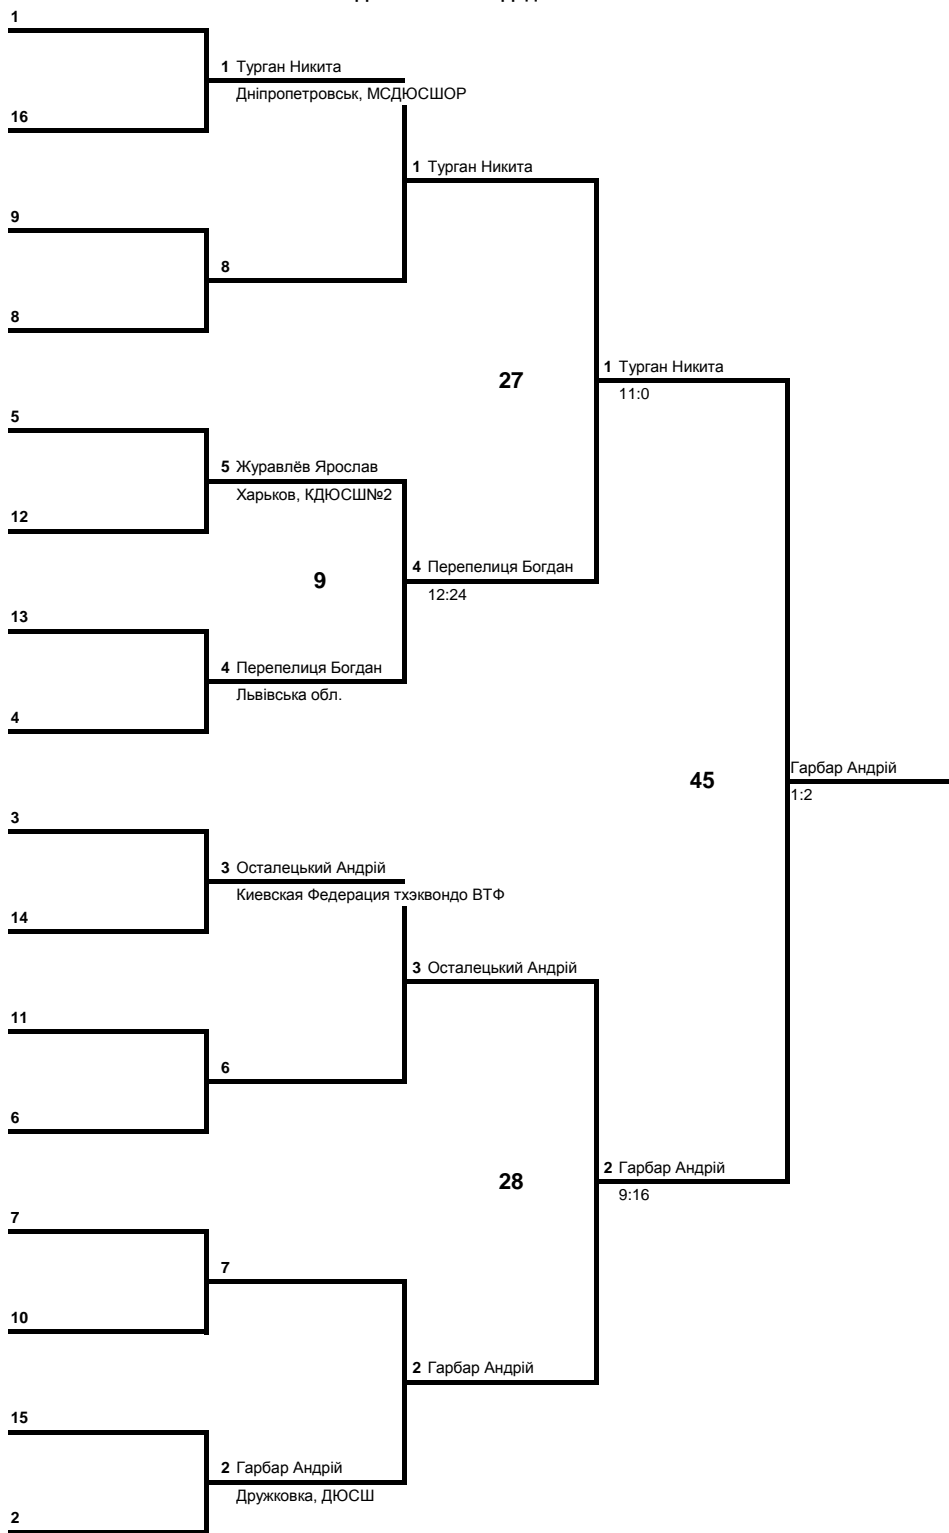 1
1 Турган Никита
Дніпропетровськ, МСДЮСШОР
16
1 Турган Никита
9
8
8
27
1 Турган Никита
11:0
5
5 Журавлёв Ярослав
Харьков, КДЮСШ№2
12
9
4 Перепелиця Богдан
12:24
13
4 Перепелиця Богдан
Львівська обл.
4
45
Гарбар Андрій
1:2
3
3 Осталецький Андрій
Киевская Федерация тхэквондо ВТФ
14
3 Осталецький Андрій
11
6
6
28
2 Гарбар Андрій
9:16
7
7
10
2 Гарбар Андрій
15
2 Гарбар Андрій
Дружковка, ДЮСШ
2